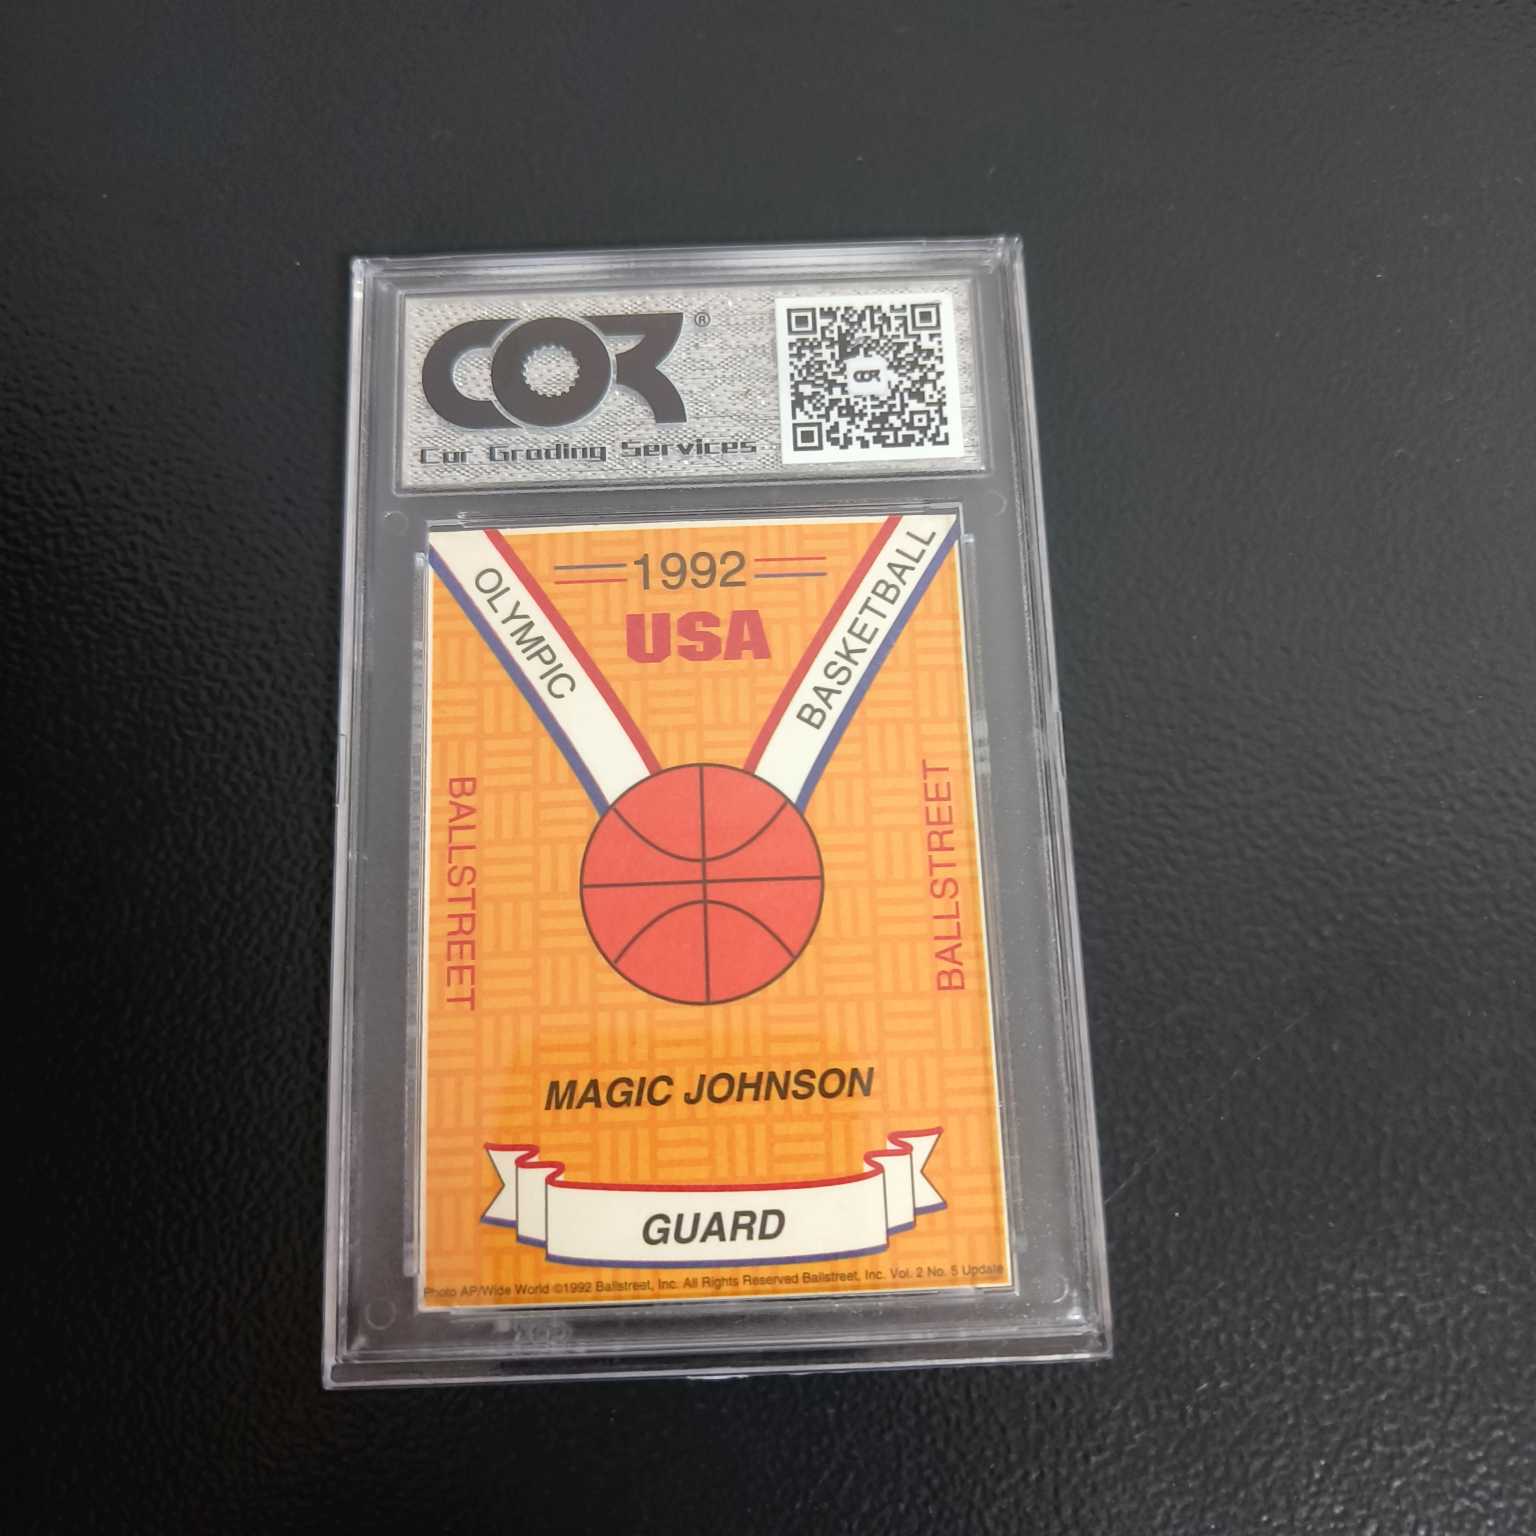 COR®
Cor Grading Services
COR
1992
USA
OLYMPIC
BASKETBALL
BALLSTREET
BALLSTREET
MAGIC JOHNSON
GUARD
Photo AP/Wide World ©1992 Ballstreet, Inc. All Rights Reserved Ballstreet, Inc. Vol. 2 No. 5 Update